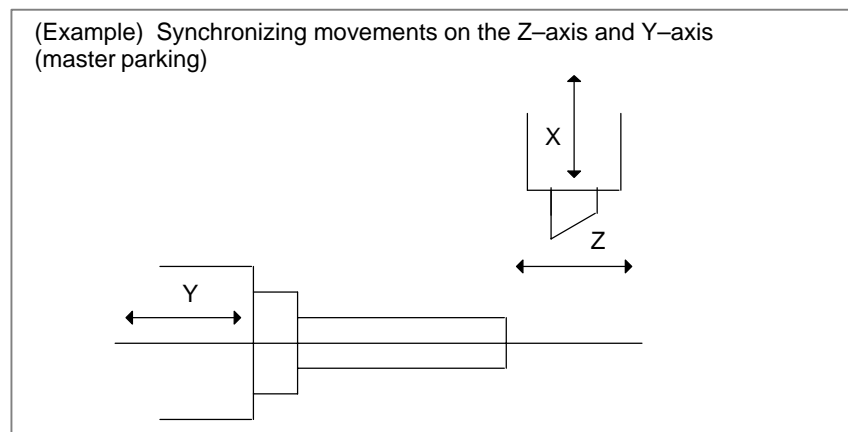 (Example) Synchronizing movements on the Z–axis and Y–axis
(master parking)
X
Z
Y